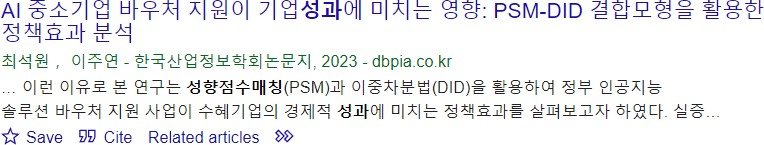 AI 중소기업 바우처 지원이 기업성과에 미치는 영향: PSM-DID 결합모형을 활용한
정책효과 분석
최석원, 이주연 - 한국산업정보학회논문지, 2023 - dbpia.co.kr
... 이런 이유로 본 연구는 성향점수매칭(PSM)과 이중차분법(DID)을 활용하여 정부 인공지능
솔루션 바우처 지원 사업이 수혜기업의 경제적 성과에 미치는 정책효과를 살펴보고자 하였다. 실증...
Save Cite Related articles